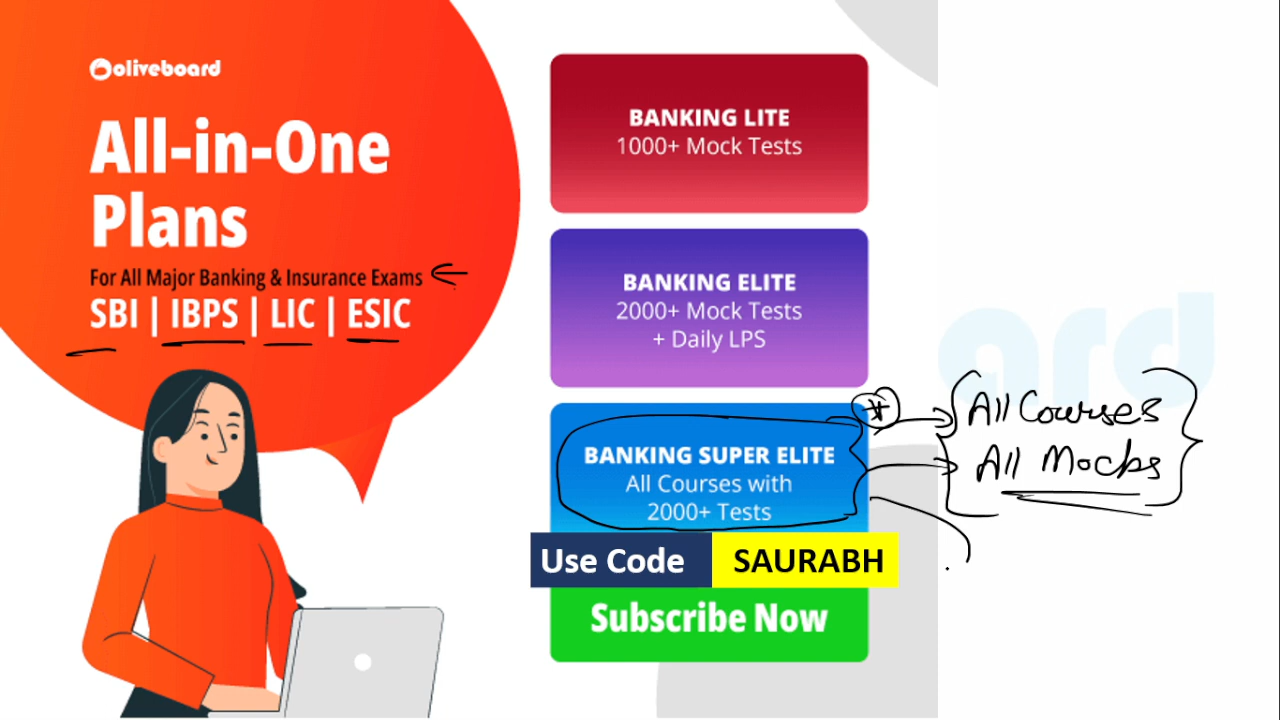 oliveboard
All-in-One
Plans
For All Major Banking & Insurance Exams
SBI | IBPS | LIC | ESIC
BANKING LITE
1000+ Mock Tests
BANKING ELITE
2000+ Mock Tests
+ Daily LPS
BANKING SUPER ELITE
All Courses with
2000+ Tests
Use Code SAURABH
Subscribe Now
ard
All Courses
All Mocks